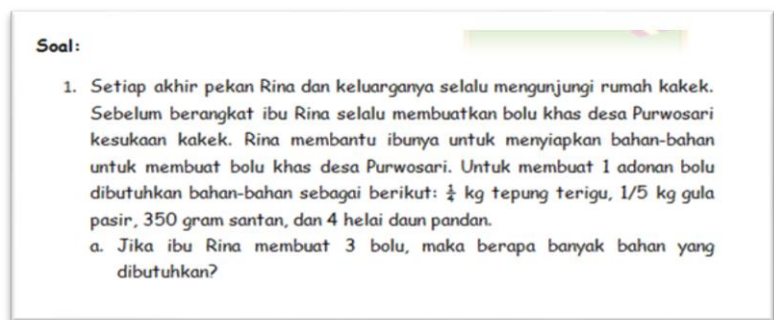 Soal:
1. Setiap akhir pekan Rina dan keluarganya selalu mengunjungi rumah kakek.
Sebelum berangkat ibu Rina selalu membuatkan bolu khas desa Purwosari
kesukaan kakek. Rina membantu ibunya untuk menyiapkan bahan-bahan
untuk membuat bolu khas desa Purwosari. Untuk membuat 1 adonan bolu
dibutuhkan bahan-bahan sebagai berikut: ¼ kg tepung terigu, 1/5 kg gula
pasir, 350 gram santan, dan 4 helai daun pandan.
a. Jika ibu Rina membuat 3 bolu, maka berapa banyak bahan yang
dibutuhkan?